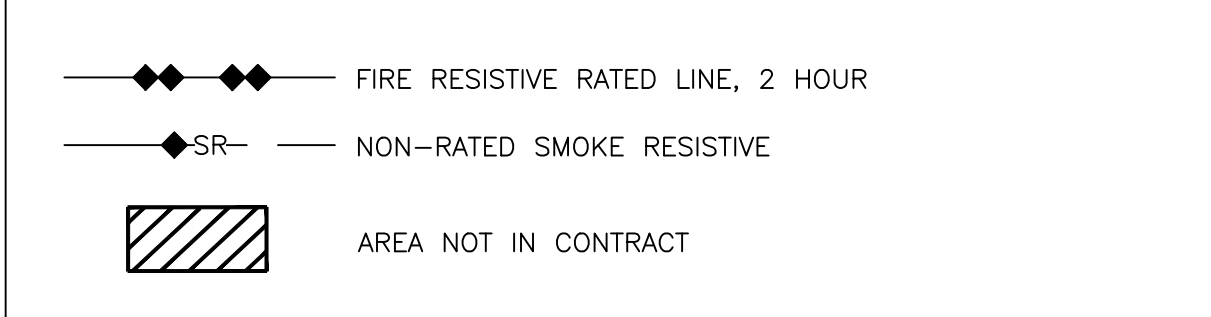 FIRE RESISTIVE RATED LINE, 2 HOUR
SR NON-RATED SMOKE RESISTIVE
AREA NOT IN CONTRACT